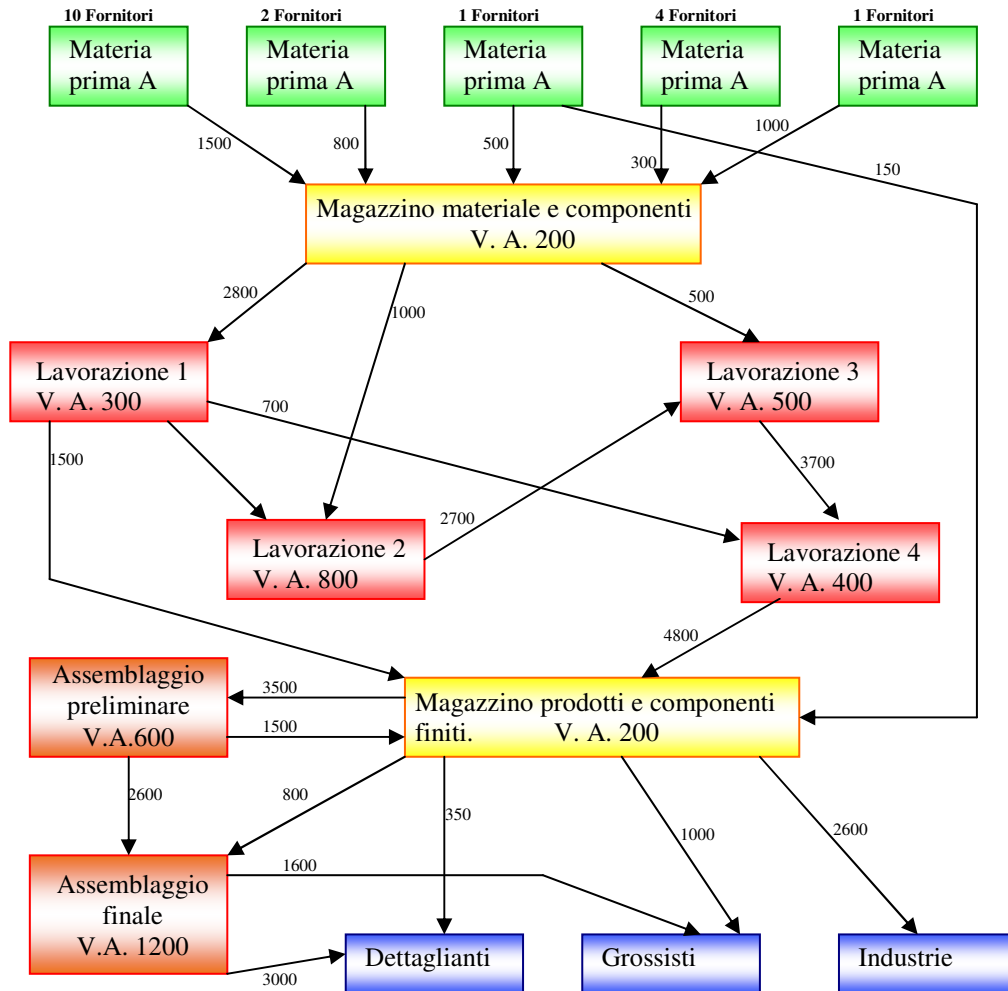 10 Fornitori
2 Fornitori
1 Fornitori
4 Fornitori
1 Fornitori
Materia
prima A
Materia
prima A
Materia
prima A
Materia
prima A
Materia
prima A
1500
800
500
300
1000
150
Magazzino materiale e componenti
V. A. 200
2800
1000
500
Lavorazione 1
V. A. 300
Lavorazione 3
V. A. 500
700
1500
3700
2700
Lavorazione 2
V. A. 800
Lavorazione 4
V. A. 400
4800
Assemblaggio
preliminare
V.A.600
3500
1500
Magazzino prodotti e componenti
finiti. V. A. 200
2600
800
350
1000
2600
Assemblaggio
finale
V.A. 1200
1600
3000
Dettaglianti
Grossisti
Industrie